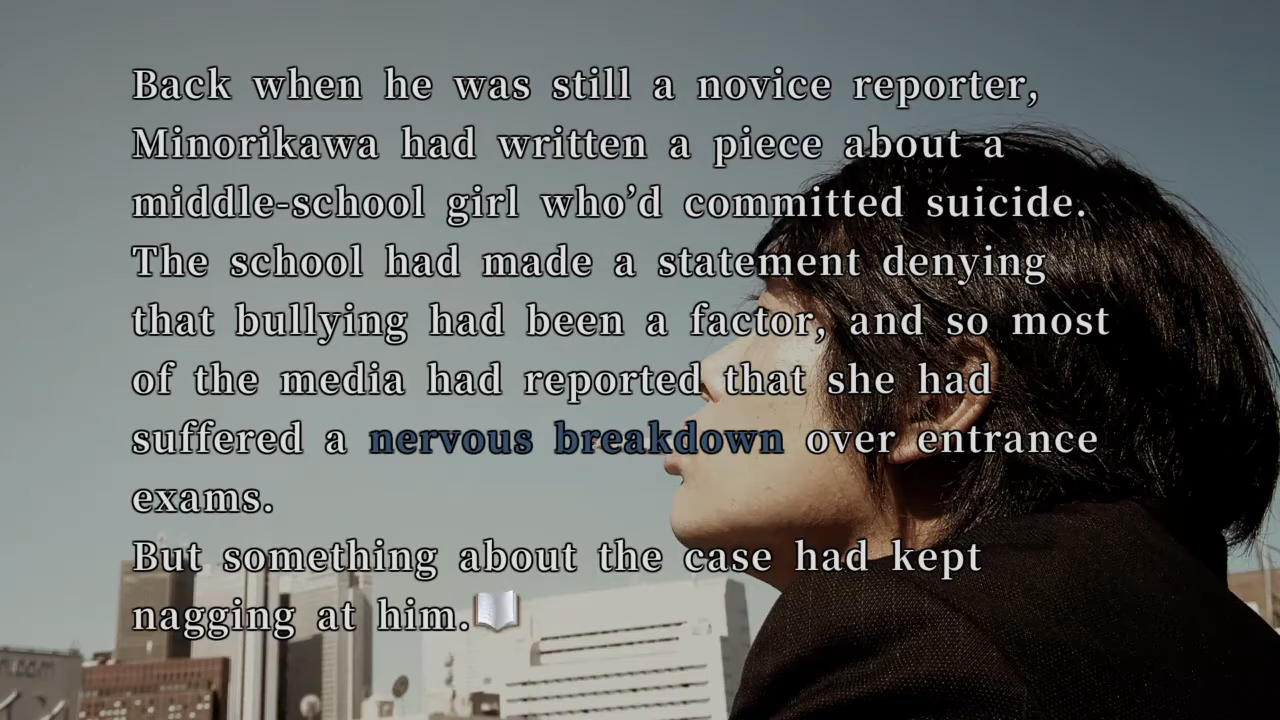 Back when he was still a novice reporter,
Minorikawa had written a piece about a
middle-school girl who’d committed suicide.
The school had made a statement denying
that bullying had been a factor, and so most
of the media had reported that she had
suffered a nervous breakdown over entrance
exams.
But something about the case had kept
nagging at him.